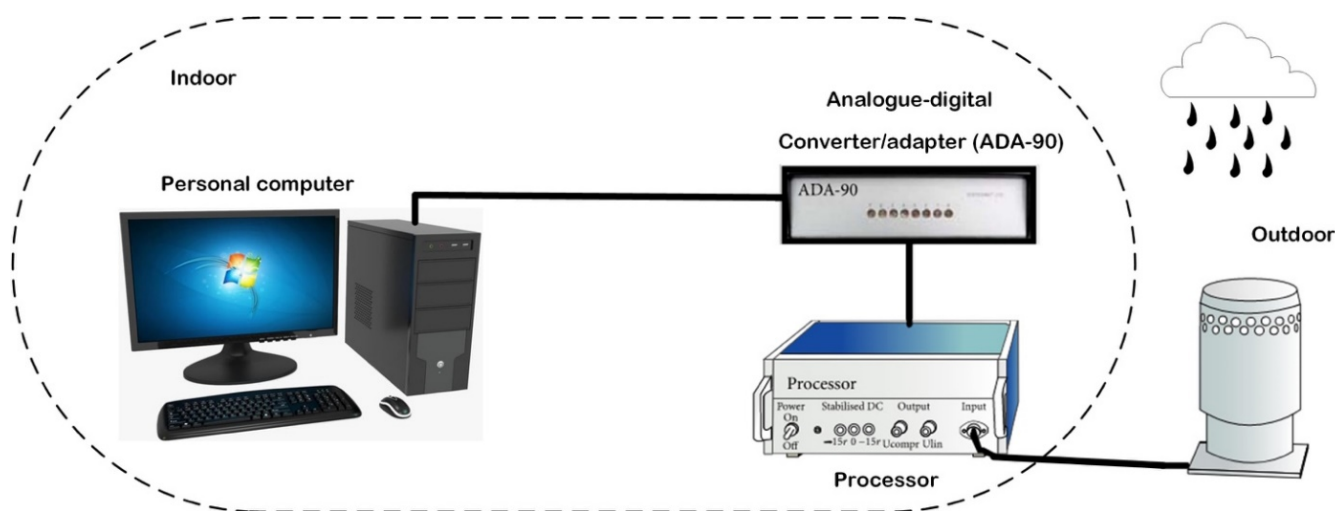 Indoor
Analogue-digital
Converter/adapter (ADA-90)
Personal computer
ADA-90
Outdoor
Processor
Power Stabilised DC Output Input
On
Off
15r 0 –15r Ucompr Ulin
Processor